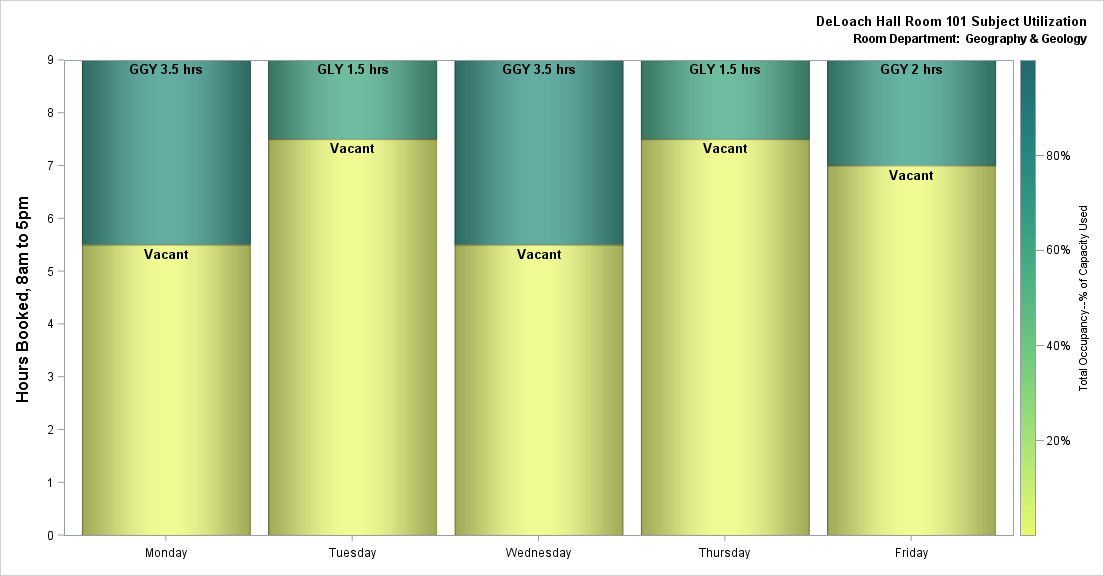 DeLoach Hall Room 101 Subject Utilization
Room Department: Geography & Geology
Hours Booked, 8am to 5pm
9
8
7
6
5
4
3
2
1
0
GGY 3.5 hrs
Vacant
GLY 1.5 hrs
Vacant
GGY 3.5 hrs
Vacant
GLY 1.5 hrs
Vacant
GGY 2 hrs
Vacant
Monday
Tuesday
Wednesday
Thursday
Friday
80%
60%
40%
20%
Total Occupancy--% of Capacity Used